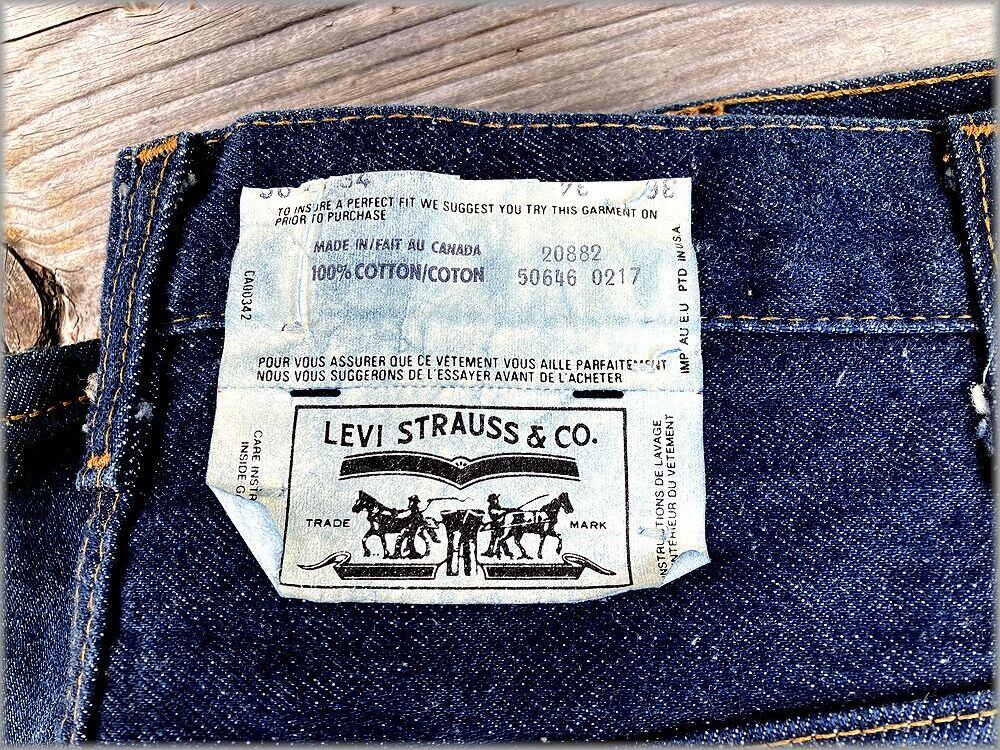 TO INSURE A PERFECT FIT WE SUGGEST YOU TRY THIS GARMENT ON
PRIOR TO PURCHASE
MADE IN/FAIT AU CANADA 20882
100% COTTON/COTON 50646 0217
CA00342
IMP AU E.U PTD IN U.S.A
POUR VOUS ASSURER QUE CE VÊTEMENT VOUS AILLE PARFAITEMENT
NOUS VOUS SUGGERONS DE L'ESSAYER AVANT DE L'ACHETER
LEVI STRAUSS & CO.
TRADE MARK
CARE INSTR
INSIDE G
INSTRUCTIONS DE LAVAGE
INTERIEUR DU VETEMENT